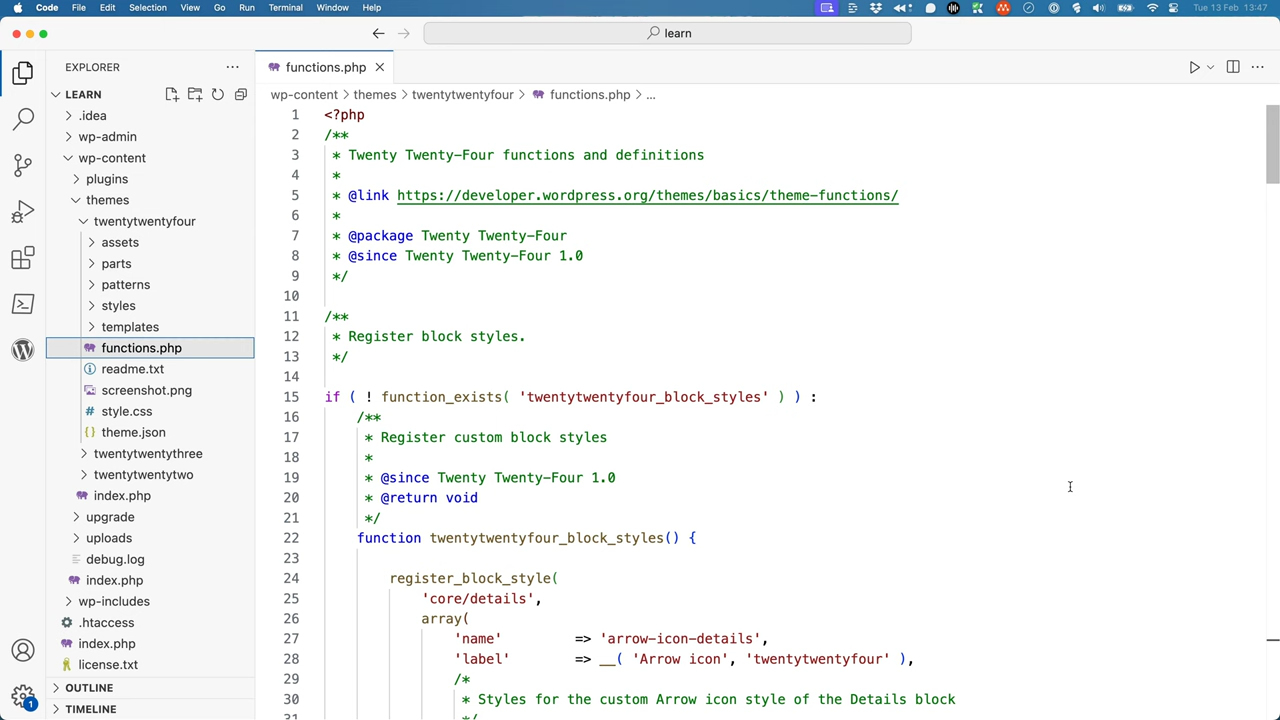 Code File Edit Selection View Go Run Terminal Window Help
Tue 13 Feb 13:47
learn
EXPLORER
functions.php
LEARN
wp-content > themes > twentytwentyfour > functions.php > ...
.idea
wp-admin
wp-content
plugins
themes
twentytwentyfour
assets
parts
patterns
styles
templates
functions.php
readme.txt
screenshot.png
style.css
theme.json
twentytwentythree
twentytwentytwo
index.php
upgrade
uploads
debug.log
index.php
wp-includes
.htaccess
index.php
license.txt
OUTLINE
TIMELINE
1
1 <?php
2 /**
3 * Twenty Twenty-Four functions and definitions
4 *
5 * @link https://developer.wordpress.org/themes/basics/theme-functions/
6 *
7 * @package Twenty Twenty-Four
8 * @since Twenty Twenty-Four 1.0
9 */
10
11 /**
12 * Register block styles.
13 */
14
15 if ( ! function_exists( 'twentytwentyfour_block_styles' ) ) :
16 /**
17 * Register custom block styles
18 *
19 * @since Twenty Twenty-Four 1.0
20 * @return void
21 */
22 function twentytwentyfour_block_styles() {
23
24 register_block_style(
25 'core/details',
26 array(
27 'name' => 'arrow-icon-details',
28 'label' => __( 'Arrow icon', 'twentytwentyfour' ),
29 /*
30 * Styles for the custom Arrow icon style of the Details block
31 */